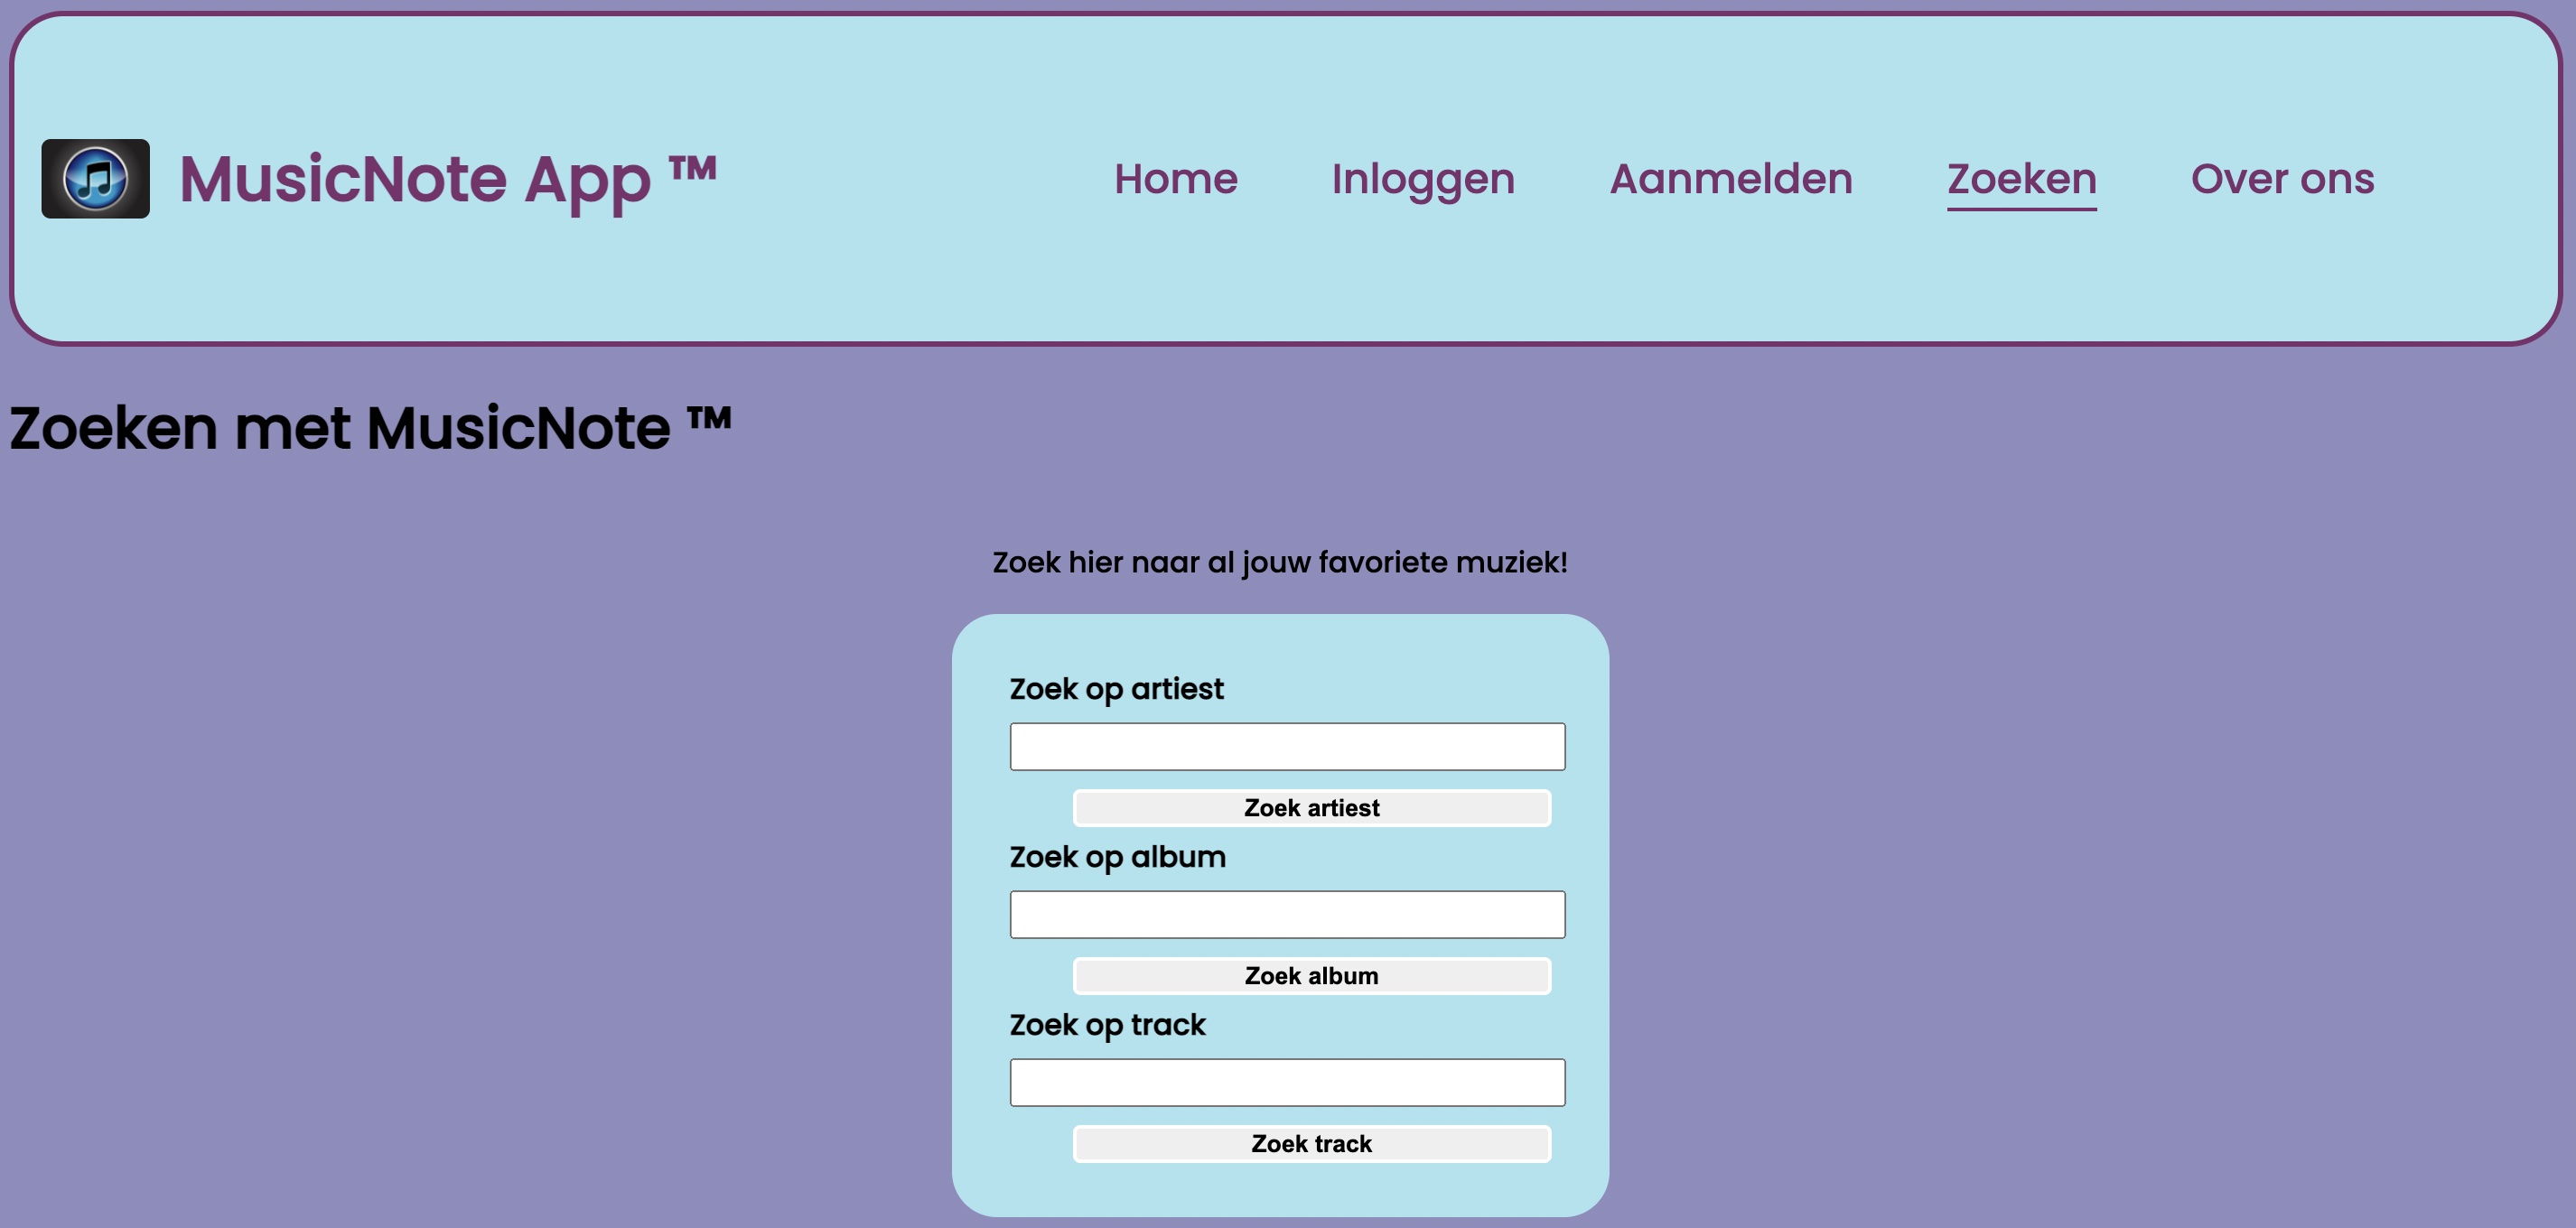 MusicNote App ™ Home Inloggen Aanmelden Zoeken Over ons
Zoeken met MusicNote ™
Zoek hier naar al jouw favoriete muziek!
Zoek op artiest
Zoek artiest
Zoek op album
Zoek album
Zoek op track
Zoek track